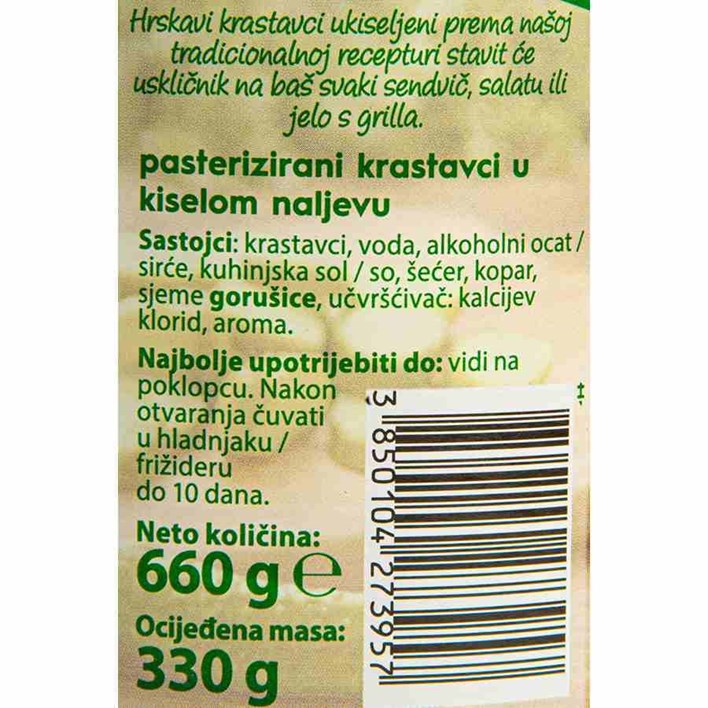 Hrskavi krastavci ukiseljeni prema našoj
tradicionalnoj recepturi stavit će
uskličnik na baš svaki sendvič, salatu ili
jelo s grilla.
pasterizirani krastavci u
kiselom naljevu
Sastojci: krastavci, voda, alkoholni ocat /
sirće, kuhinjska sol / so, šećer, kopar,
sjeme gorušice, učvršćivač: kalcijev
klorid, aroma.
Najbolje upotrijebiti do: vidi na
poklopcu. Nakon
otvaranja čuvati
u hladnjaku /
frižideru
do 10 dana.
Neto količina:
660 g e
Ocijeđena masa:
330 g
3 850104 273957